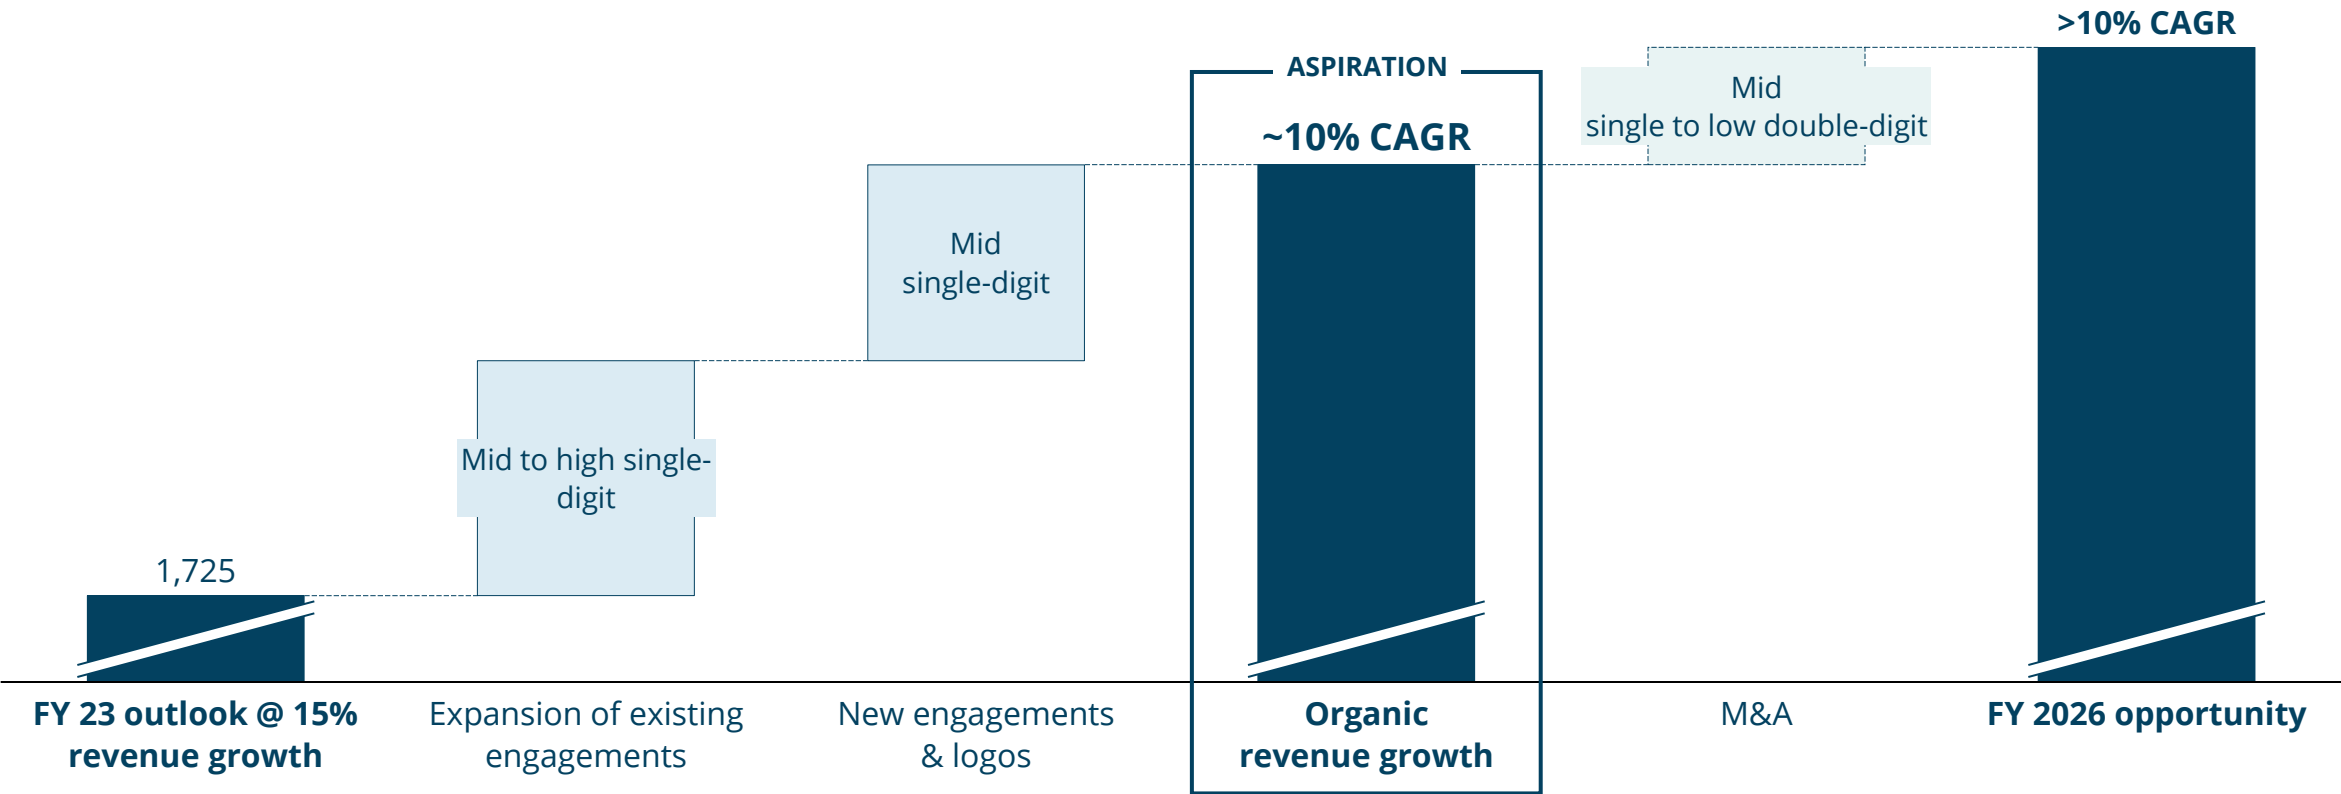 >10% CAGR
ASPIRATION
Mid
single to low double-digit
~10% CAGR
Mid
single-digit
Mid to high single-
digit
1,725
FY 23 outlook @ 15%
revenue growth
Expansion of existing
engagements
New engagements
& logos
Organic
revenue growth
M&A
FY 2026 opportunity